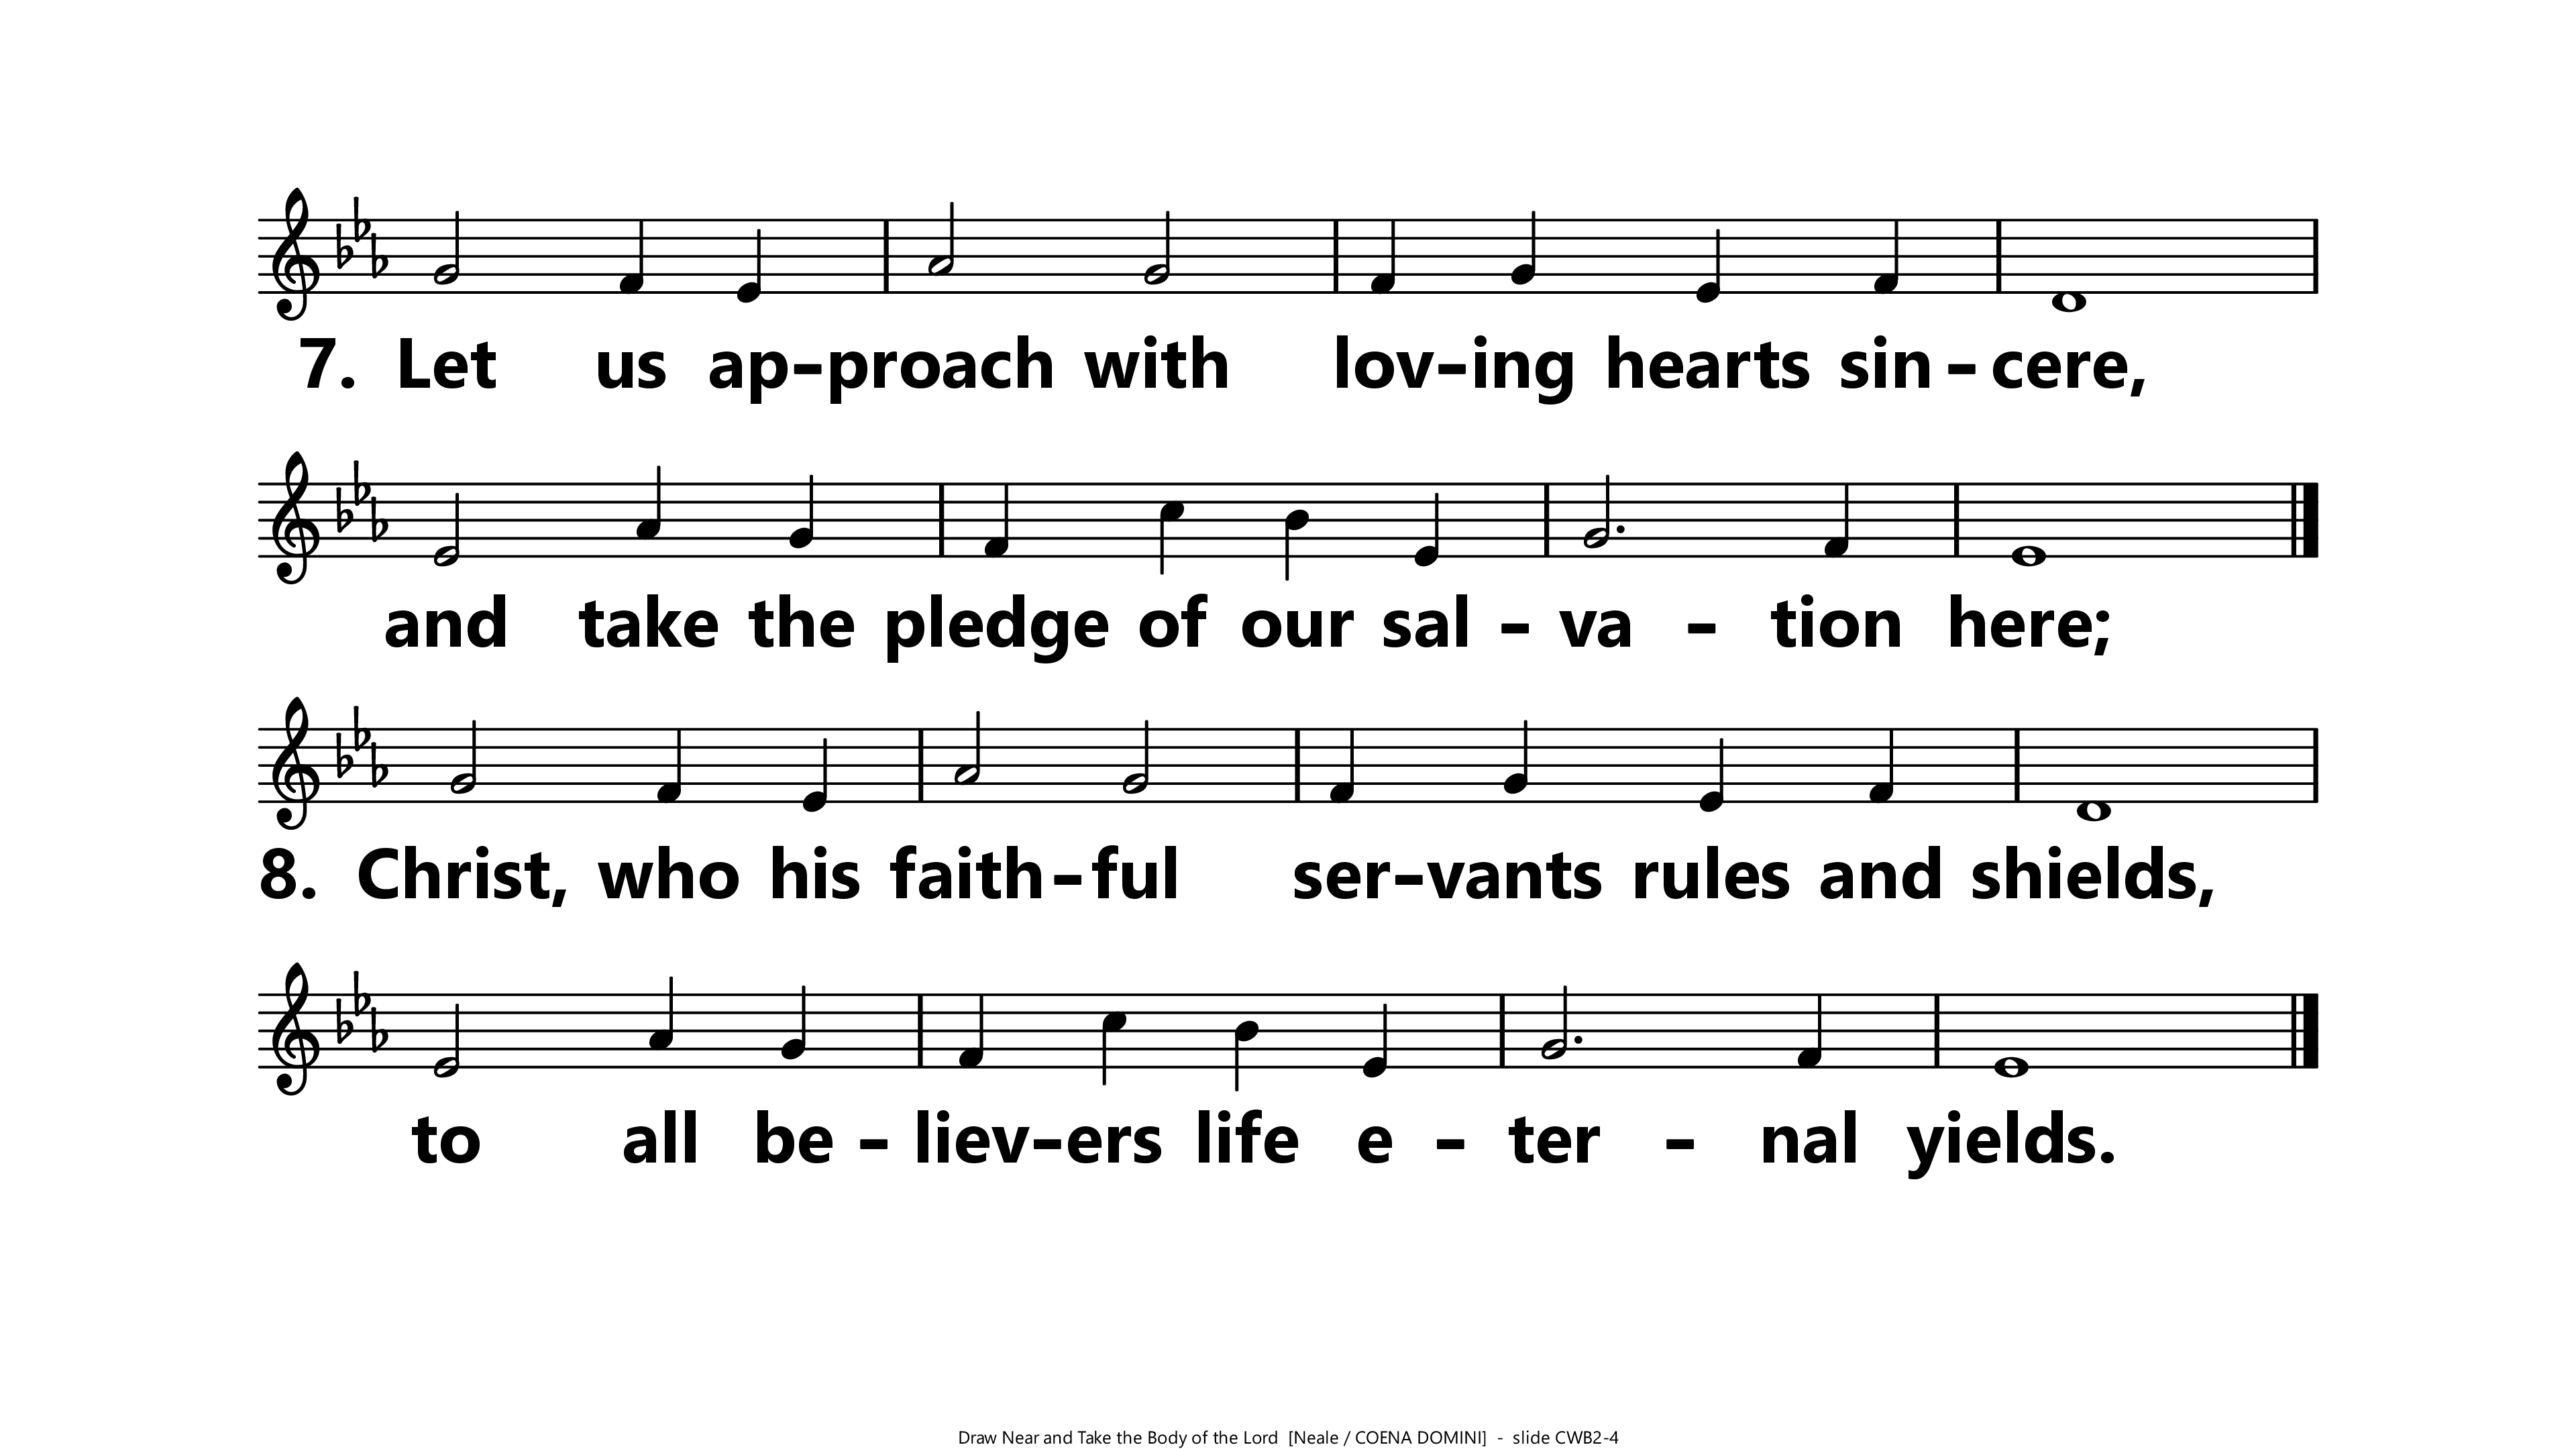 7. Let us ap-proach with lov-ing hearts sin-cere,
and take the pledge of our sal - va - tion here;
8. Christ, who his faith-ful ser-vants rules and shields,
to all be - liev-ers life e - ter - nal yields.
Draw Near and Take the Body of the Lord [Neale / COENA DOMINI] - slide CWB2-4